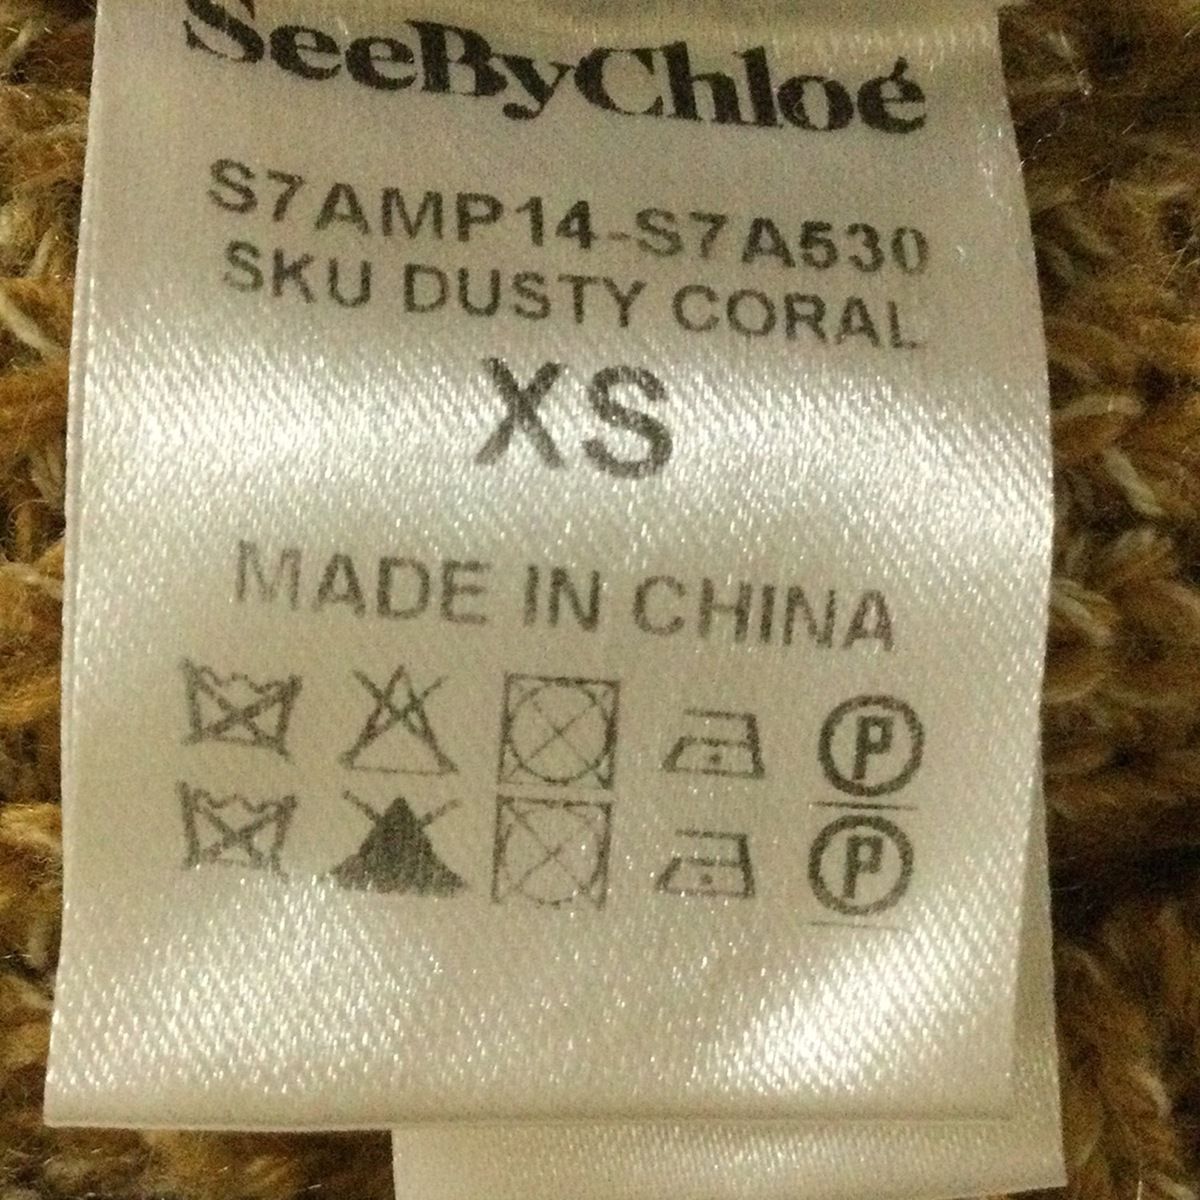 SeeByChloé
S7AMP14-S7A530
SKU DUSTY CORAL
XS
MADE IN CHINA
P
P